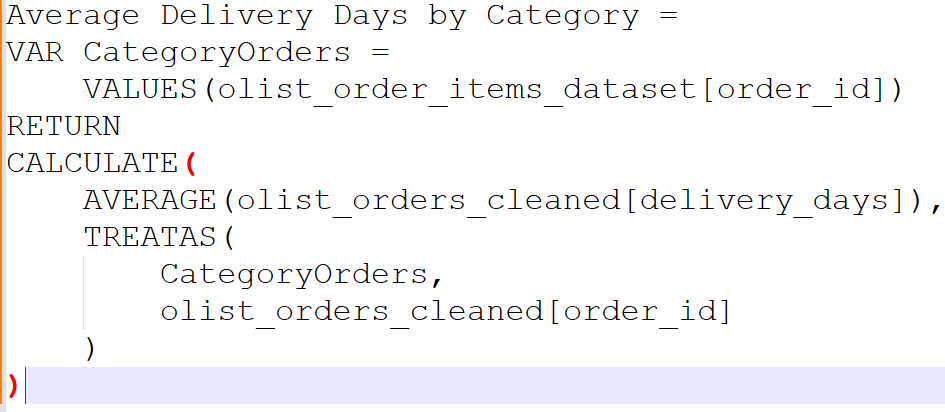 Average Delivery Days by Category =
VAR CategoryOrders =
    VALUES(olist_order_items_dataset[order_id])
RETURN
CALCULATE(
    AVERAGE(olist_orders_cleaned[delivery_days]),
    TREATAS(
        CategoryOrders,
        olist_orders_cleaned[order_id]
    )
)